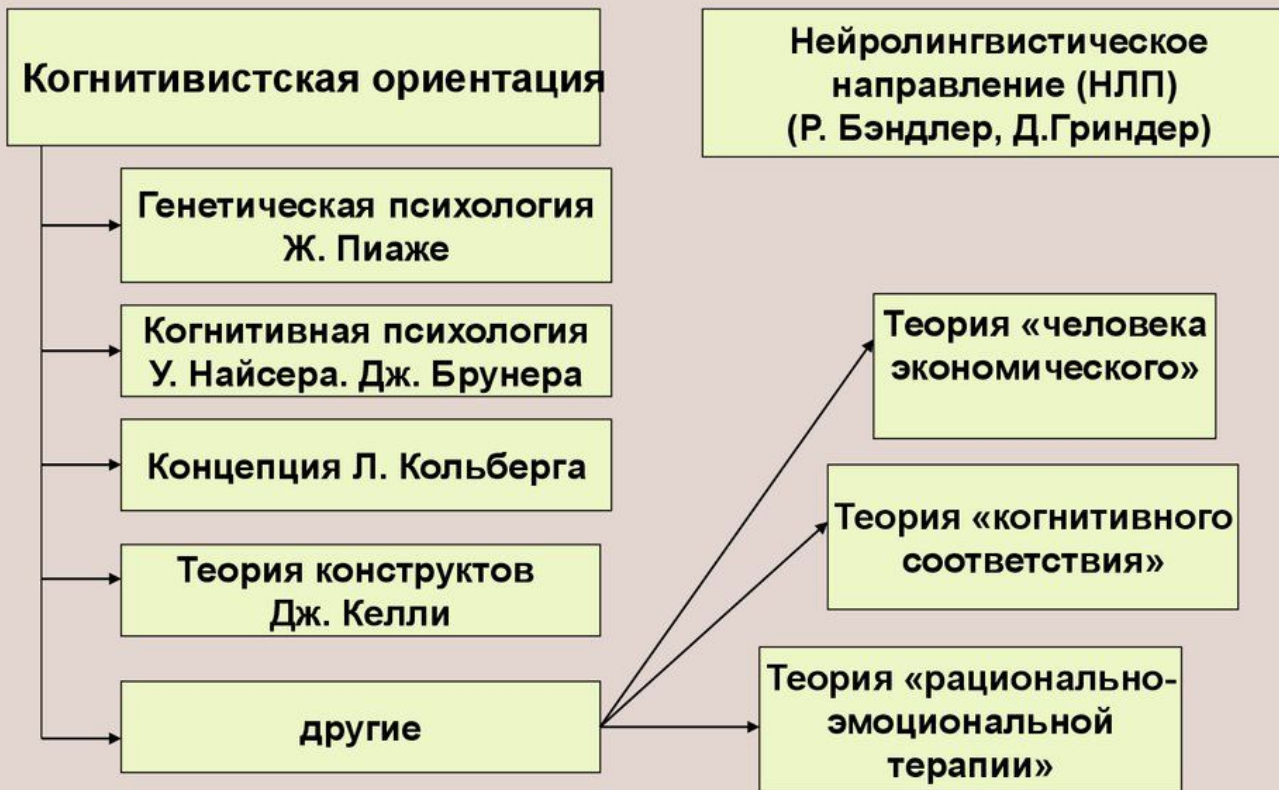 Когнитивистская ориентация
Нейролингвистическое
направление (НЛП)
(Р. Бэндлер, Д.Гриндер)
Генетическая психология
Ж. Пиаже
Когнитивная психология
У. Найсера. Дж. Брунера
Концепция Л. Кольберга
Теория конструктов
Дж. Келли
другие
Теория «человека
экономического»
Теория «когнитивного
соответствия»
Теория «рационально-
эмоциональной
терапии»